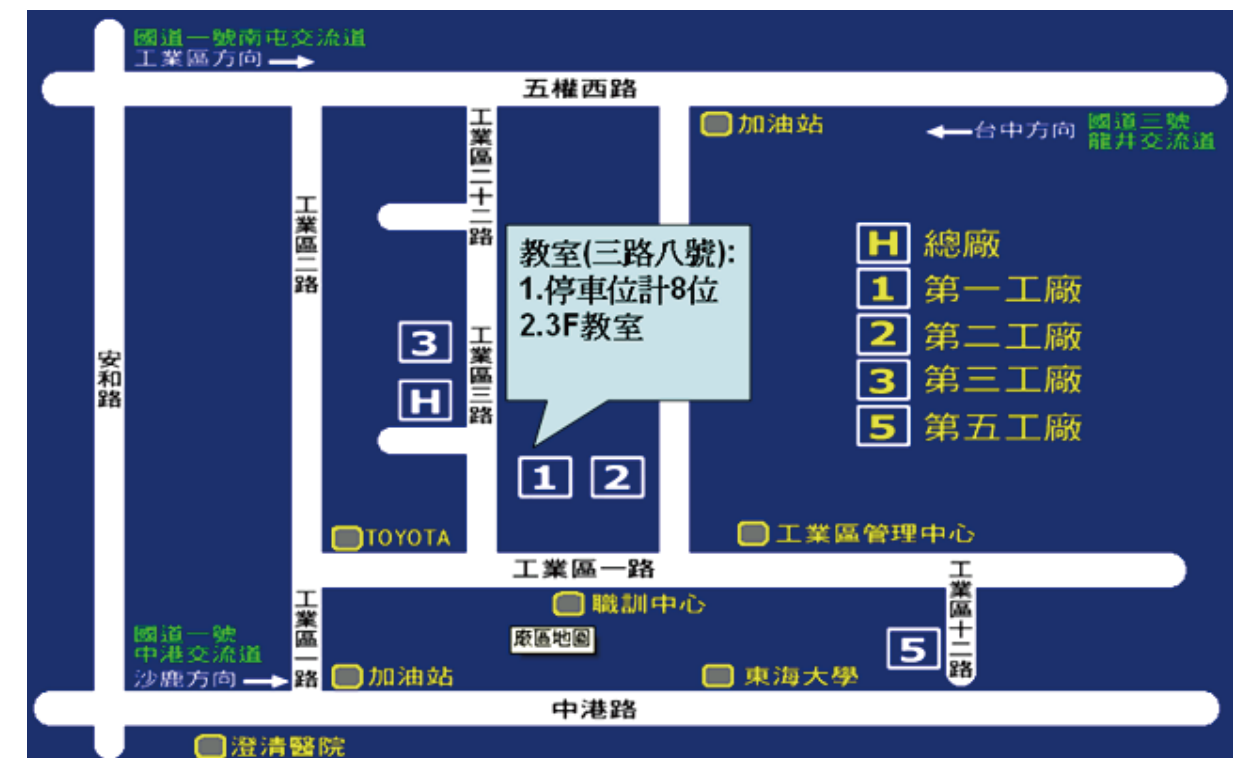 國道一號南屯交流道
工業區方向
五權西路
加油站
台中方向
國道三號
龍井交流道
工業區二十二路
工業區二路
教室(三路八號):
1.停車位計8位
2.3F教室
H 總廠
1 第一工廠
2 第二工廠
3 第三工廠
5 第五工廠
3
工業區三路
安和路
H
1
2
TOYOTA
工業區管理中心
工業區一路
工業區十二路
職訓中心
工業區一路
廠區地圖
國道一號
中港交流道
沙鹿方向
5
加油站
東海大學
中港路
澄清醫院